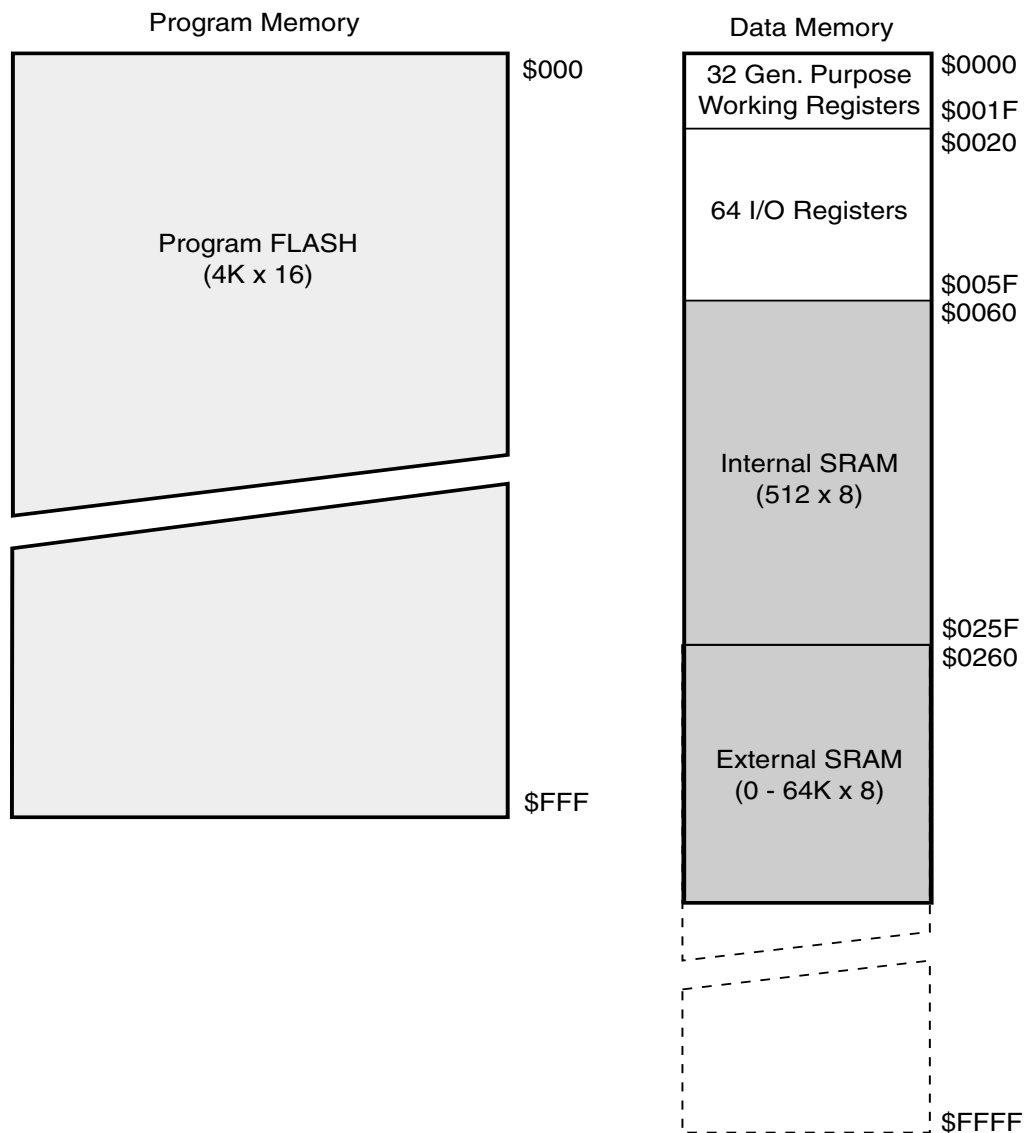 Program Memory
$000
Program FLASH
(4K x 16)
$FFF
Data Memory
32 Gen. Purpose
Working Registers
$0000
$001F
$0020
64 I/O Registers
$005F
$0060
Internal SRAM
(512 x 8)
$025F
$0260
External SRAM
(0 - 64K x 8)
$FFFF